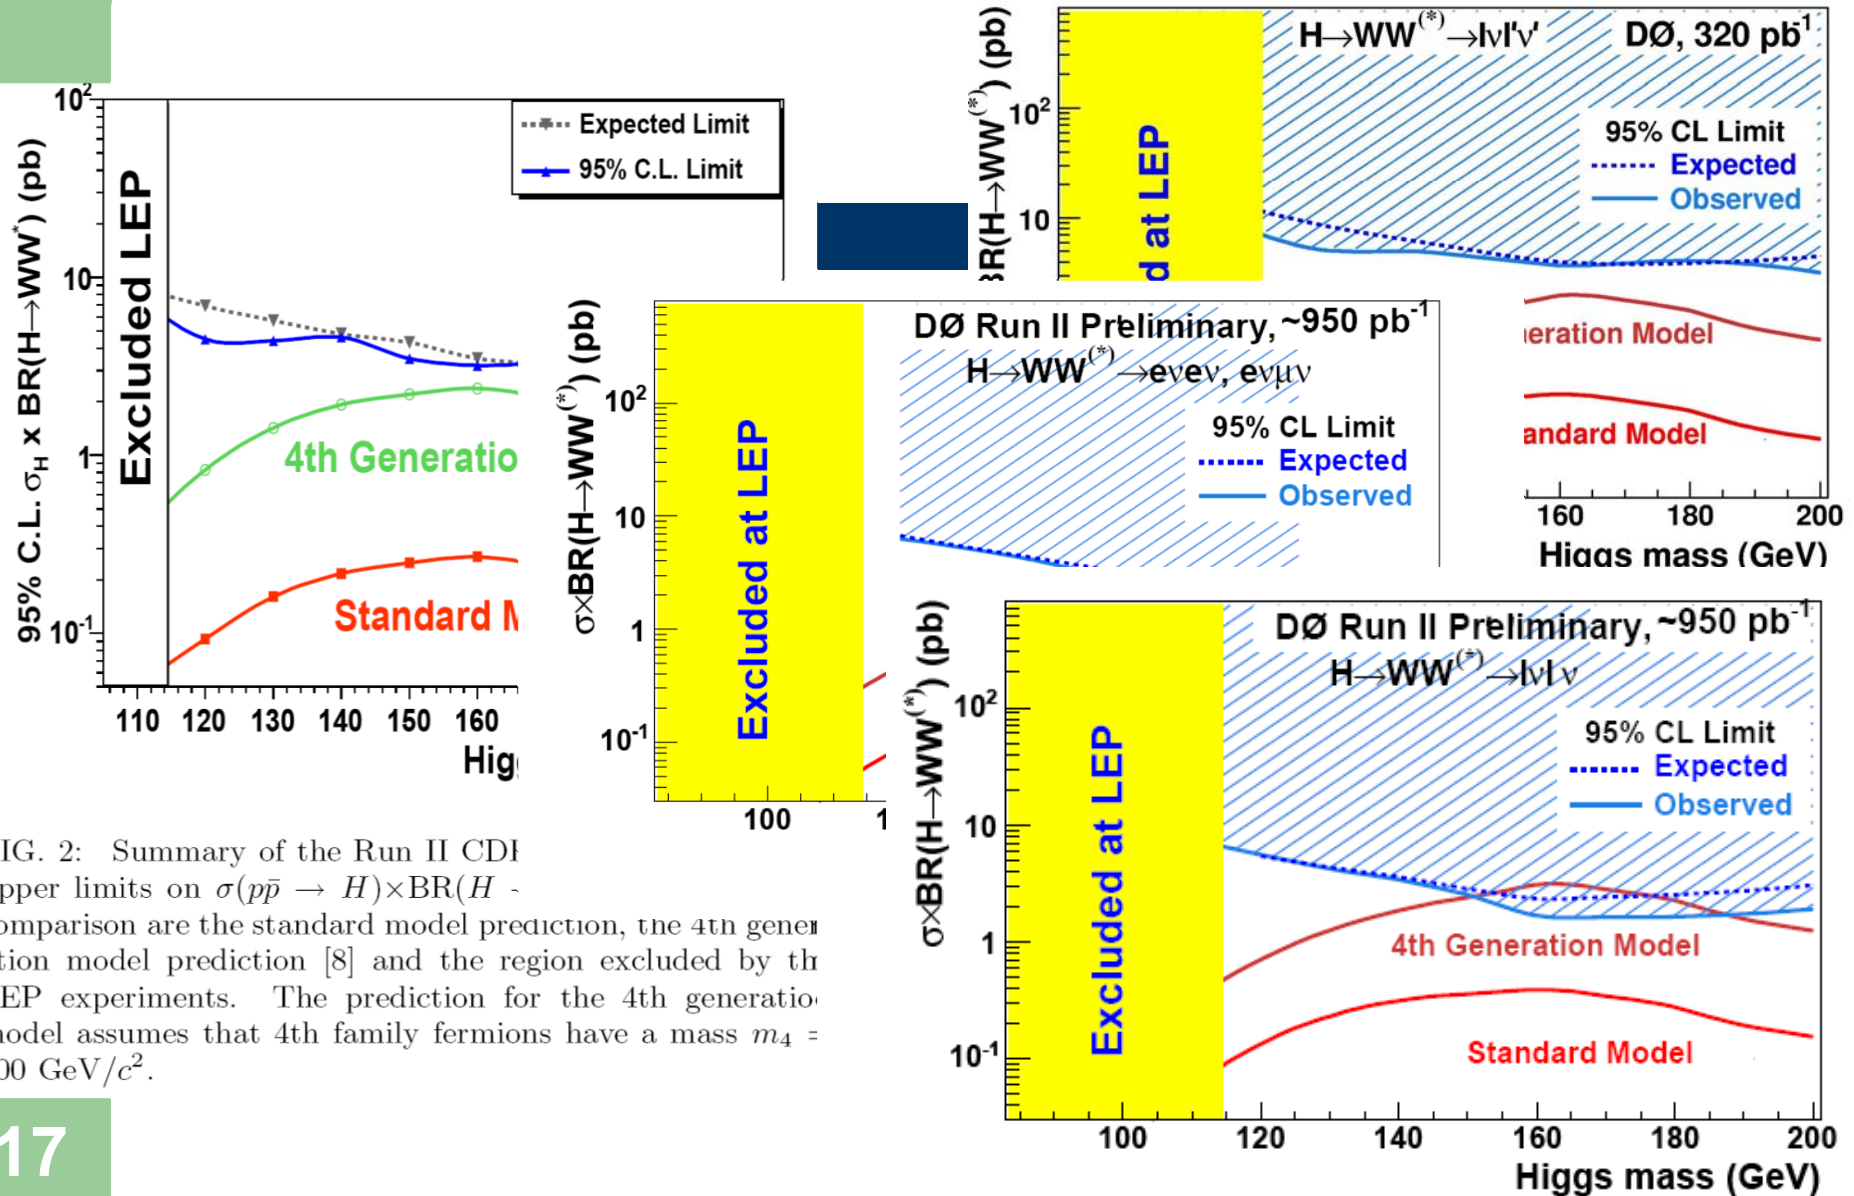 10²
10
1
10⁻¹
95% C.L. σ_H x BR(H→WW*) (pb)
Excluded LEP
Expected Limit
95% C.L. Limit
4th Generatio
Standard
110 120 130 140 150 160
Hig
IG. 2: Summary of the Run II CDF
pper limits on σ(pp̄ → H)×BR(H
omparison are the standard model prediction, the 4th gener
tion model prediction [8] and the region excluded by th
EP experiments. The prediction for the 4th generatio
nodel assumes that 4th family fermions have a mass m₄ =
00 GeV/c².
17
BR(H→WW(*)) (pb)
10²
10
d at LEP
H→WW(*)→lνl'ν'
DØ, 320 pb⁻¹
95% CL Limit
Expected
Observed
eration Model
andard Model
160 180 200
Higgs mass (GeV)
σ×BR(H→WW(*)) (pb)
10²
10
1
10⁻¹
Excluded at LEP
DØ Run II Preliminary, ~950 pb⁻¹
H→WW(*)→eνeν, eνμν
95% CL Limit
Expected
Observed
100 1
σ×BR(H→WW(*)) (pb)
10²
10
1
10⁻¹
Excluded at LEP
DØ Run II Preliminary, ~950 pb⁻¹
H→WW(*)→lνl ν
95% CL Limit
Expected
Observed
4th Generation Model
Standard Model
100 120 140 160 180 200
Higgs mass (GeV)